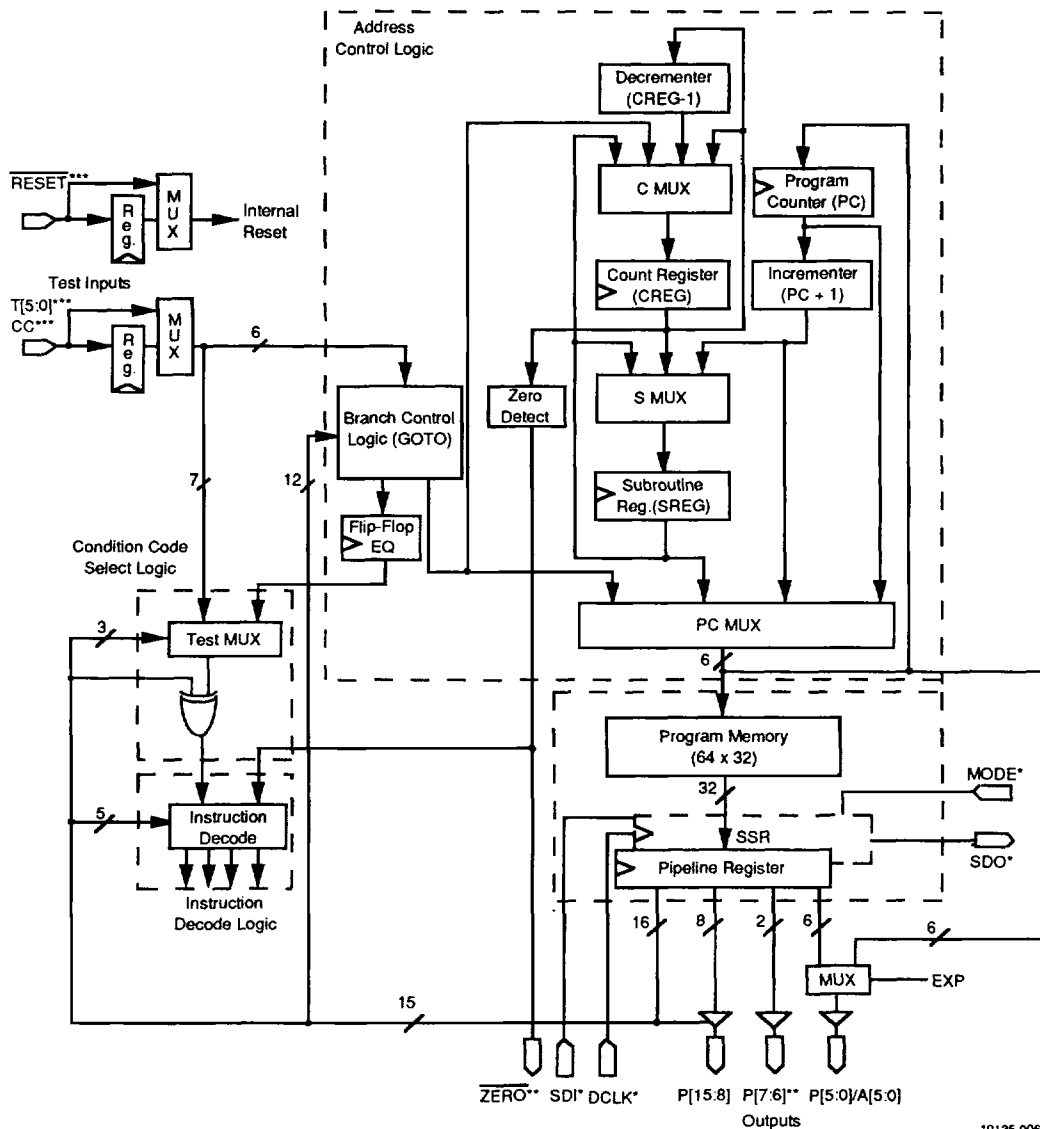 Address
Control Logic
Decrementer
(CREG-1)
RESET***
Reg.
MUX
Internal
Reset
C MUX
Program
Counter (PC)
Test Inputs
T[5:0]***
CC***
Reg.
MUX
6
Count Register
(CREG)
Incrementer
(PC + 1)
Branch Control
Logic (GOTO)
Zero
Detect
S MUX
7
12
Subroutine
Reg.(SREG)
Flip-Flop
EQ
Condition Code
Select Logic
3
Test MUX
PC MUX
6
Program Memory
(64 x 32)
32
MODE*
5
Instruction
Decode
SSR
SDO*
Pipeline Register
Instruction
Decode Logic
16
8
2
6
6
MUX
EXP
15
ZERO**
SDI*
DCLK*
P[15:8]
P[7:6]**
P[5:0]/A[5:0]
Outputs